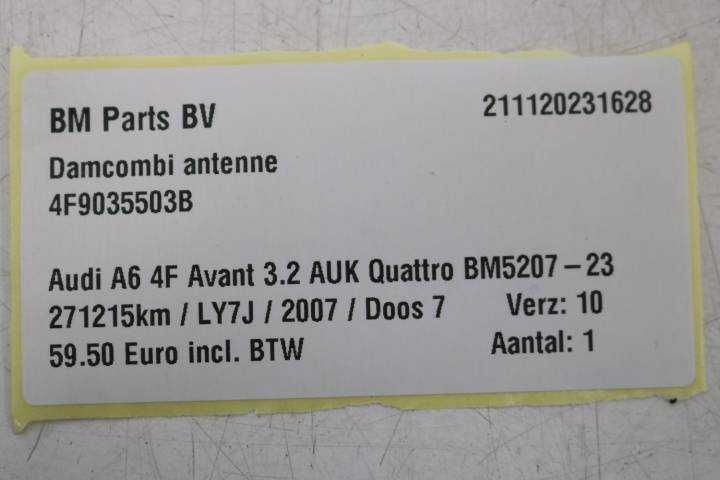 BM Parts BV 211120231628
Damcombi antenne
4F9035503B
Audi A6 4F Avant 3.2 AUK Quattro BM5207-23
271215km / LY7J / 2007 / Doos 7 Verz: 10
59.50 Euro incl. BTW Aantal: 1